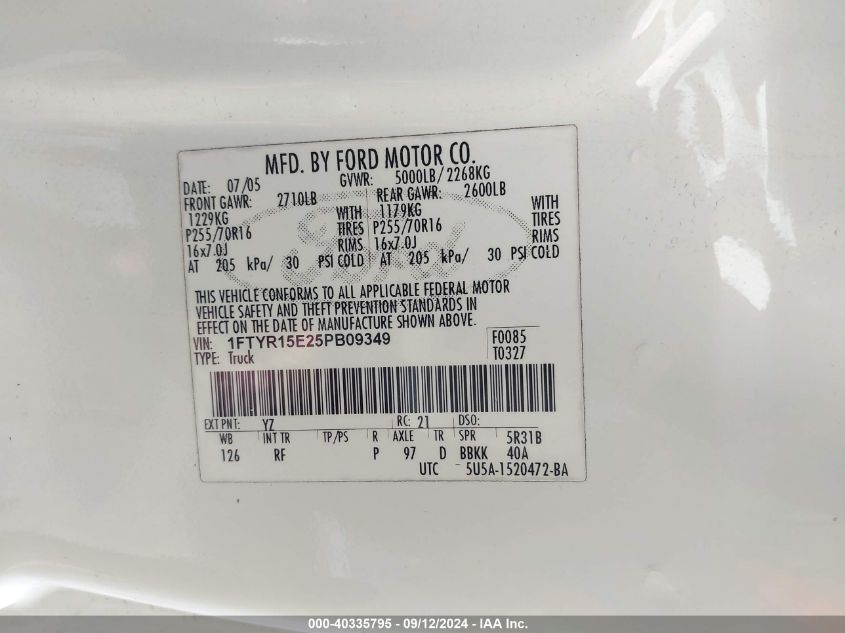 MFD. BY FORD MOTOR CO.
DATE: 07/05 GVWR: 5000LB/2268KG
FRONT GAWR: 2710LB REAR GAWR: 2600LB
1229KG WITH 1179KG WITH
P255/70R16 TIRES P255/70R16 TIRES
16x7.0J RIMS 16x7.0J RIMS
AT 205 kPa/ 30 PSI COLD AT 205 kPa/ 30 PSI COLD
THIS VEHICLE CONFORMS TO ALL APPLICABLE FEDERAL MOTOR
VEHICLE SAFETY AND THEFT PREVENTION STANDARDS IN
EFFECT ON THE DATE OF MANUFACTURE SHOWN ABOVE.
VIN: 1FTYR15E25PB09349 F0085
TYPE: Truck T0327
EXT PNT: YZ RC: 21 DSO:
WB INT TR TP/PS R AXLE TR SPR 5R31B
126 RF P 97 D BBKK 40A
UTC 5U5A-1520472-BA
000-40335795 - 09/12/2024 - IAA Inc.